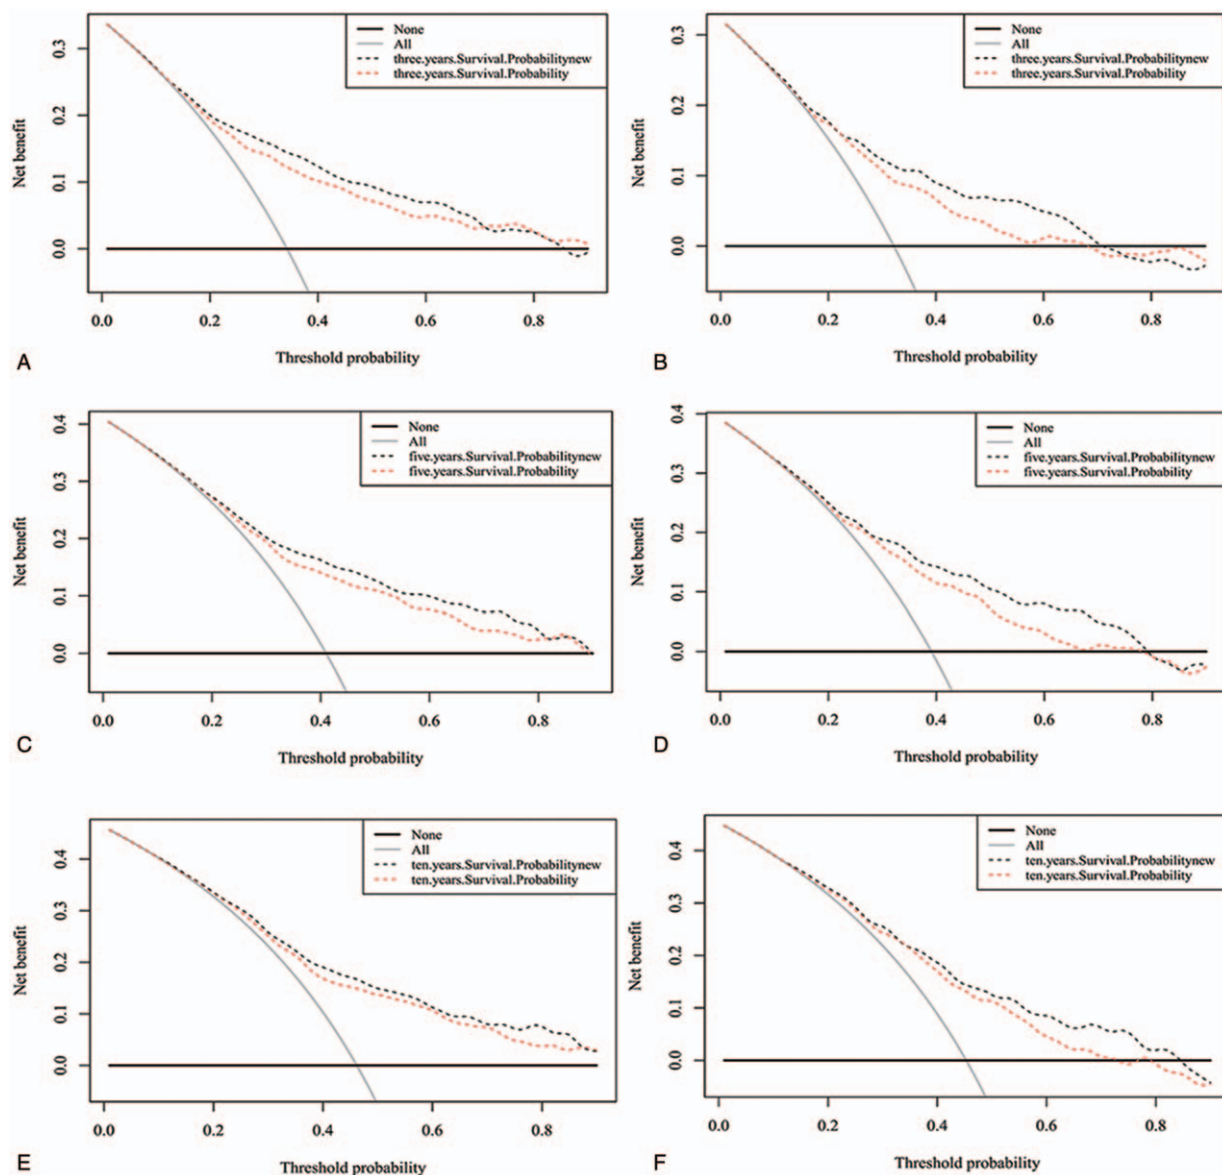 None
All
three.years.Survival.Probabilitynew
three.years.Survival.Probability
Net benefit
0.0 0.1 0.2 0.3
0.0 0.2 0.4 0.6 0.8
Threshold probability
A
None
All
three.years.Survival.Probabilitynew
three.years.Survival.Probability
Net benefit
0.0 0.1 0.2 0.3
0.0 0.2 0.4 0.6 0.8
Threshold probability
B
None
All
five.years.Survival.Probabilitynew
five.years.Survival.Probability
Net benefit
0.0 0.1 0.2 0.3 0.4
0.0 0.2 0.4 0.6 0.8
Threshold probability
C
None
All
five.years.Survival.Probabilitynew
five.years.Survival.Probability
Net benefit
0.0 0.1 0.2 0.3 0.4
0.0 0.2 0.4 0.6 0.8
Threshold probability
D
None
All
ten.years.Survival.Probabilitynew
ten.years.Survival.Probability
Net benefit
0.0 0.1 0.2 0.3 0.4
0.0 0.2 0.4 0.6 0.8
Threshold probability
E
None
All
ten.years.Survival.Probabilitynew
ten.years.Survival.Probability
Net benefit
0.0 0.1 0.2 0.3 0.4
0.0 0.2 0.4 0.6 0.8
Threshold probability
F